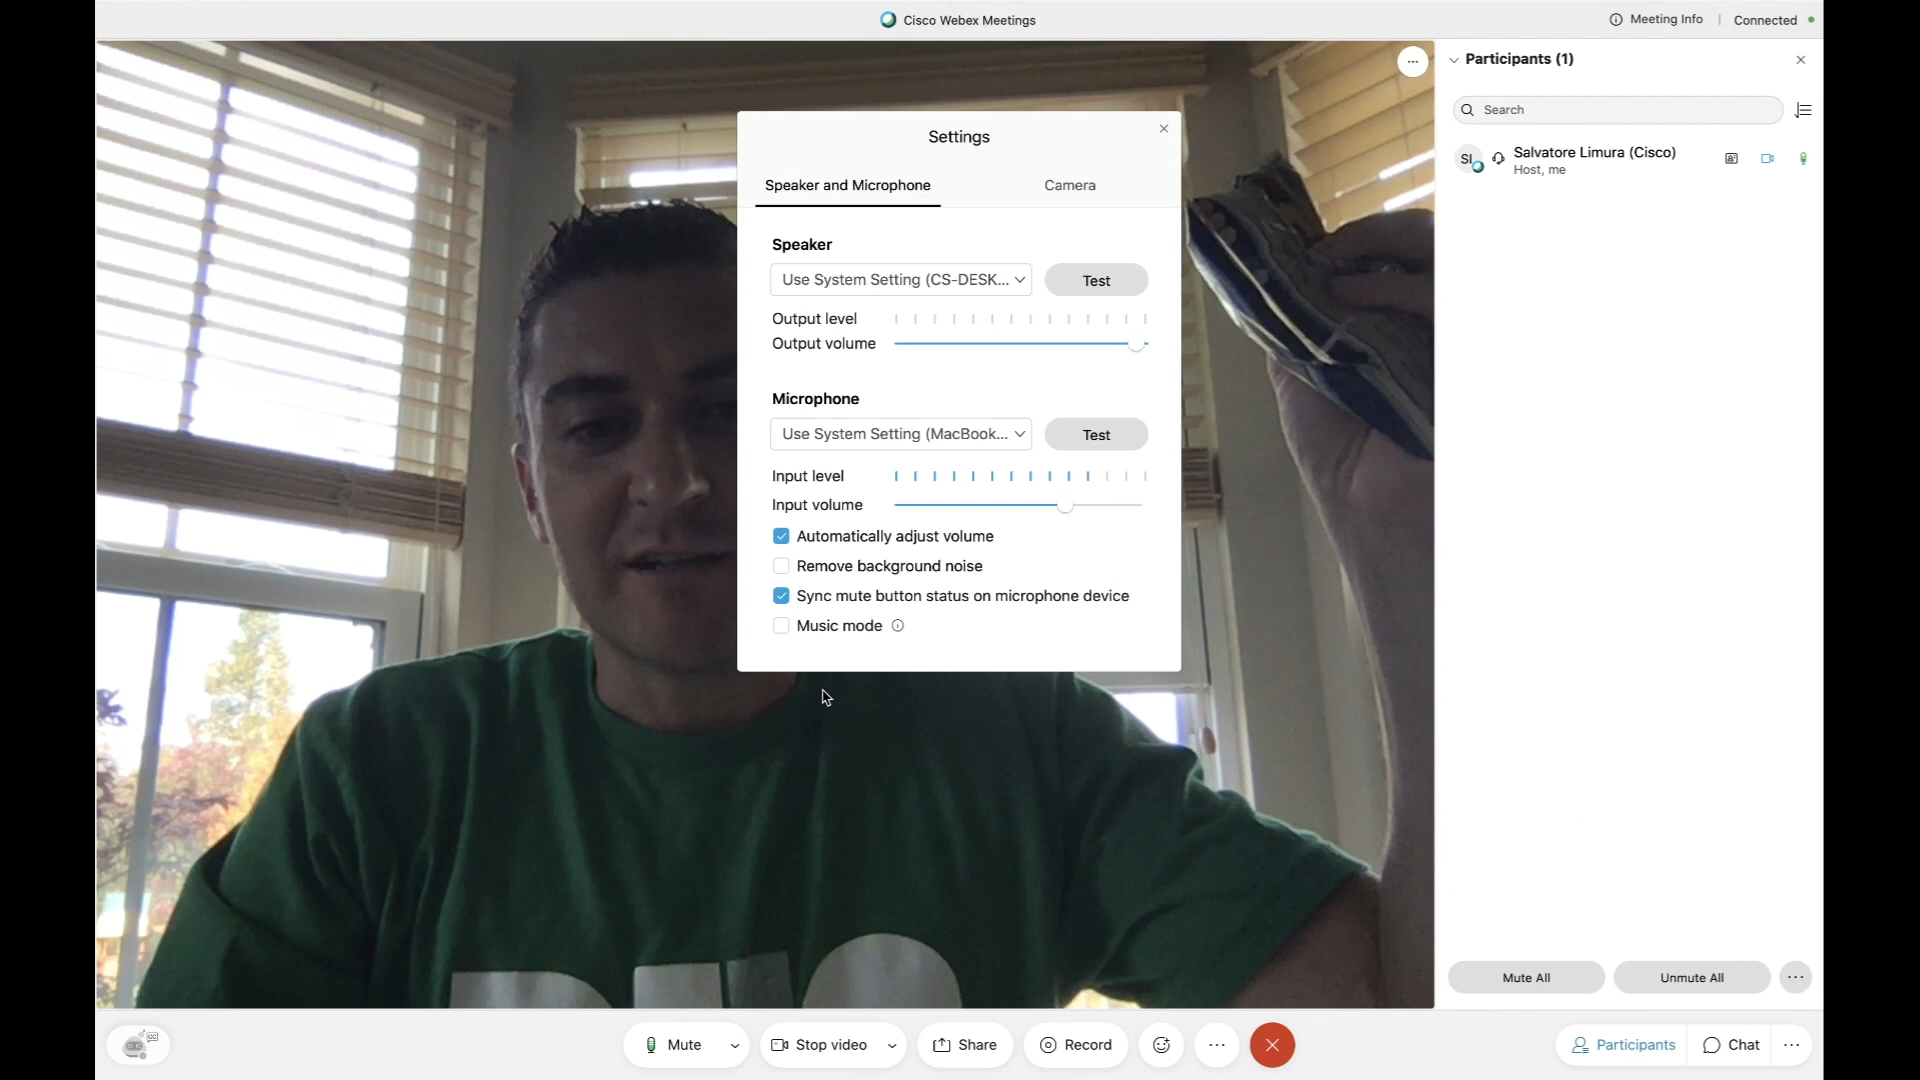 Cisco Webex Meetings
Meeting Info
Connected
Participants (1)
Search
SI
Salvatore Limura (Cisco)
Host, me
Settings
Speaker and Microphone
Camera
Speaker
Use System Setting (CS-DESK...
Test
Output level
Output volume
Microphone
Use System Setting (MacBook...
Test
Input level
Input volume
Automatically adjust volume
Remove background noise
Sync mute button status on microphone device
Music mode
Mute All
Unmute All
Mute
Stop video
Share
Record
Participants
Chat